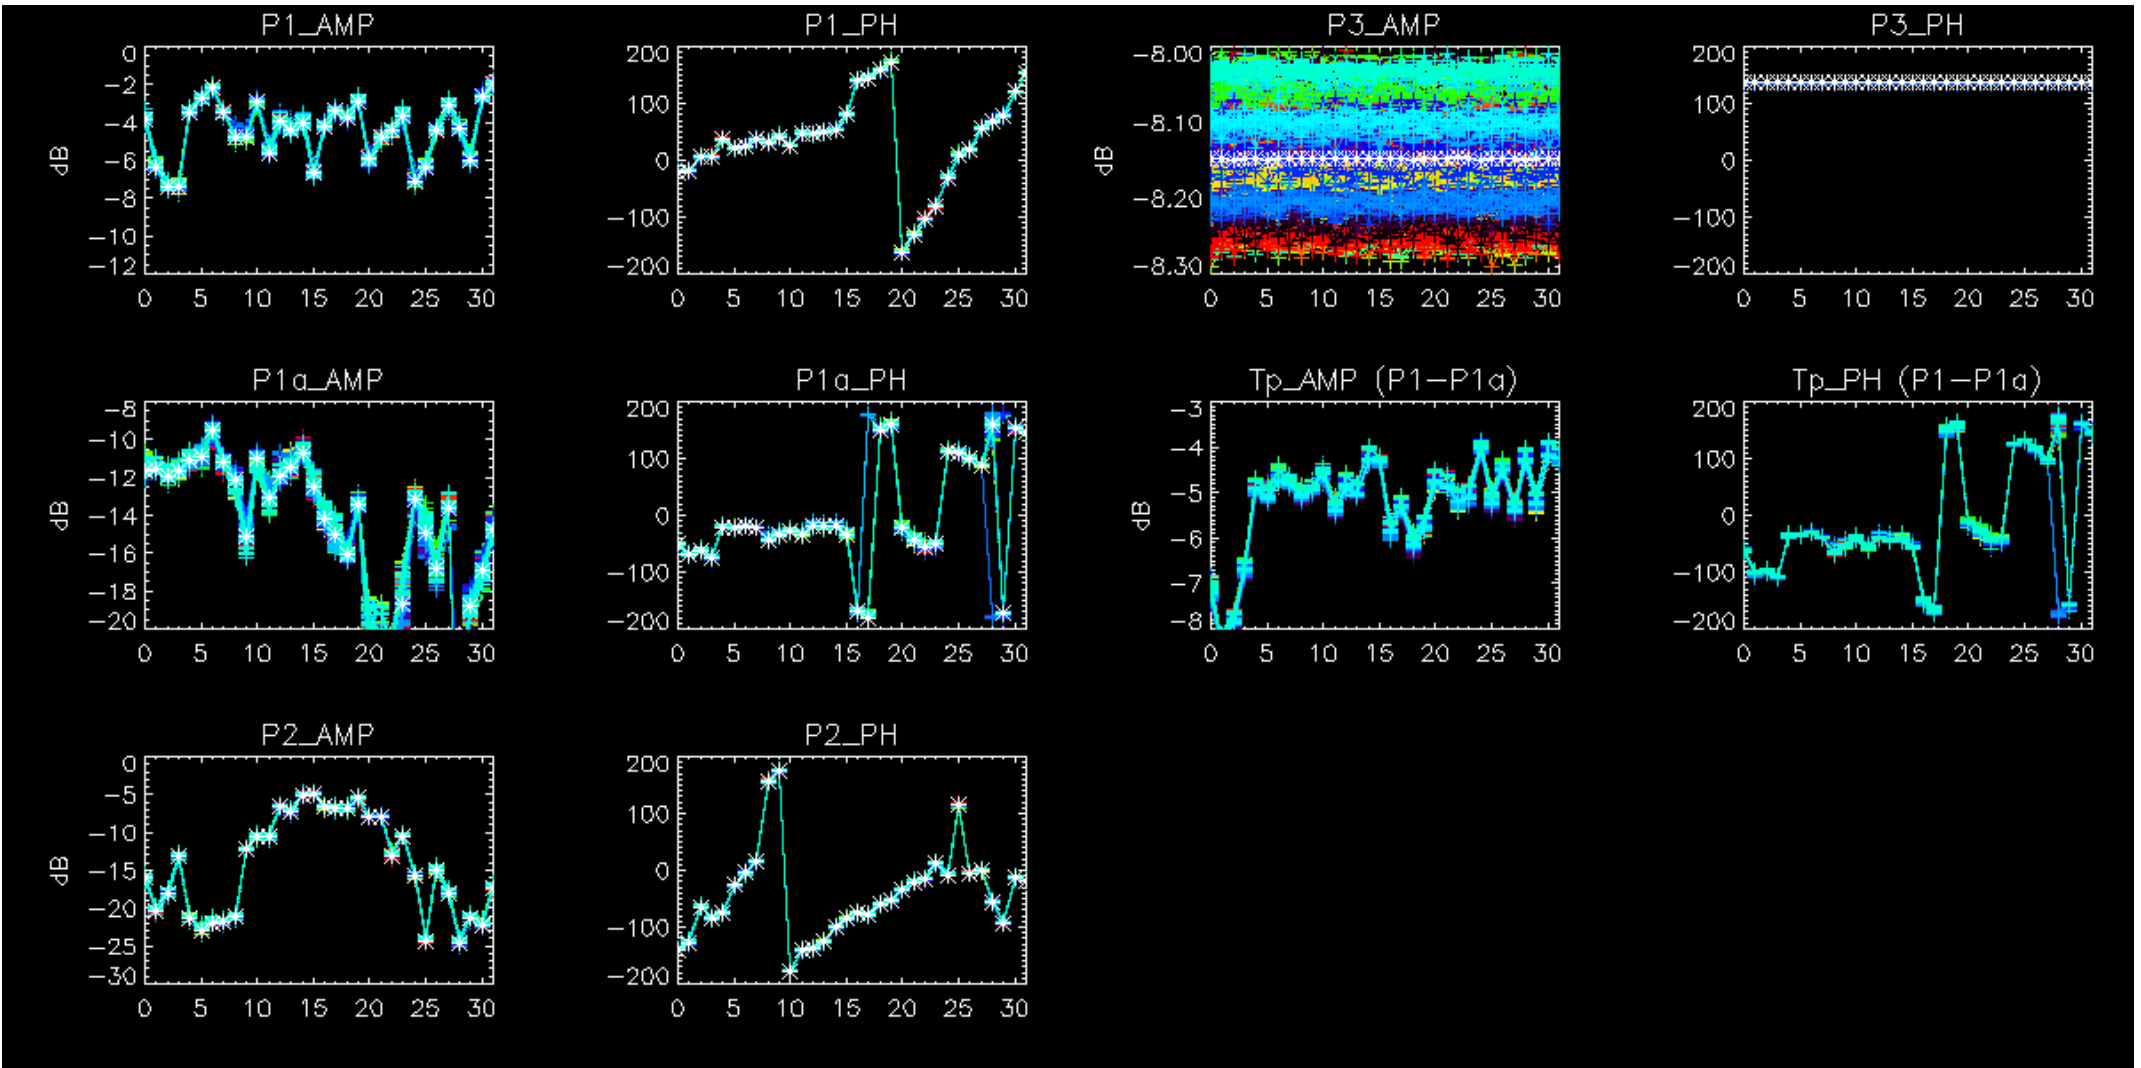 P1_AMP
P1_PH
P3_AMP
P3_PH
0
−2
−4
−6
−8
−10
−12
dB
0 5 10 15 20 25 30
200
100
0
−100
−200
0 5 10 15 20 25 30
−8.00
−8.10
−8.20
−8.30
dB
0 5 10 15 20 25 30
200
100
0
−100
−200
0 5 10 15 20 25 30
P1a_AMP
P1a_PH
Tp_AMP (P1−P1a)
Tp_PH (P1−P1a)
−8
−10
−12
−14
−16
−18
−20
dB
0 5 10 15 20 25 30
200
100
0
−100
−200
0 5 10 15 20 25 30
−3
−4
−5
−6
−7
−8
dB
0 5 10 15 20 25 30
200
100
0
−100
−200
0 5 10 15 20 25 30
P2_AMP
P2_PH
0
−5
−10
−15
−20
−25
−30
dB
0 5 10 15 20 25 30
200
100
0
−100
−200
0 5 10 15 20 25 30